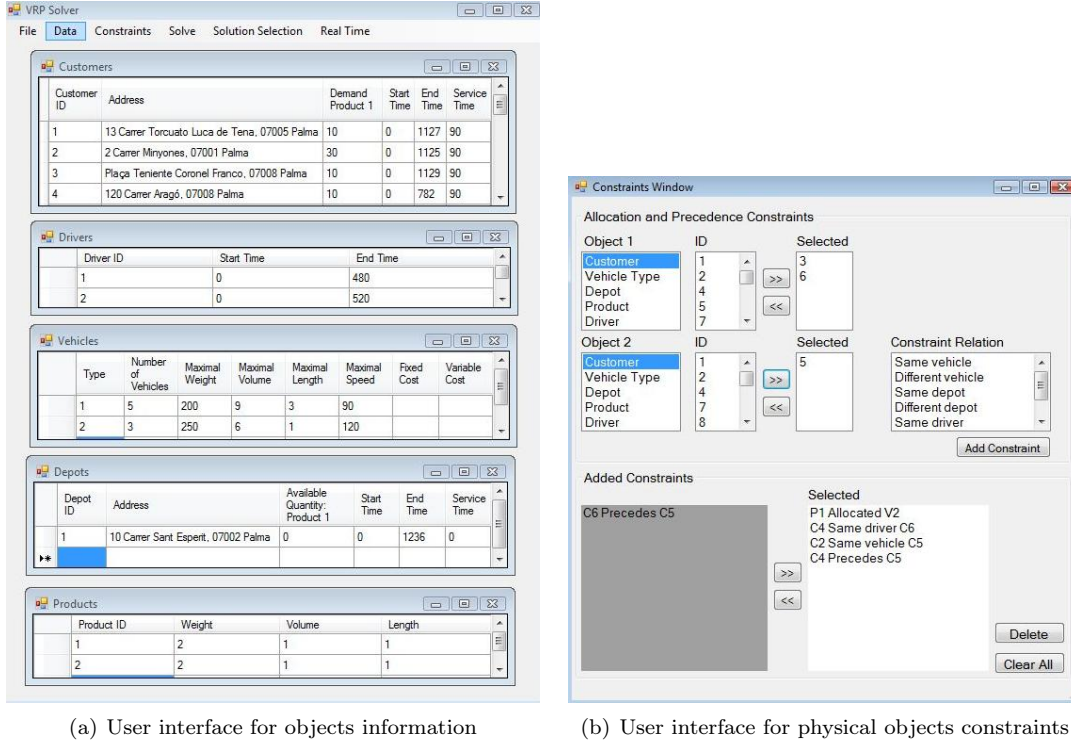 VRP Solver
File Data Constraints Solve Solution Selection Real Time
Customers
Customer ID Address Demand Product 1 Start Time End Time Service Time
1 13 Carrer Torcuato Luca de Tena, 07005 Palma 10 0 1127 90
2 2 Carrer Minyones, 07001 Palma 30 0 1125 90
3 Plaça Teniente Coronel Franco, 07008 Palma 10 0 1129 90
4 120 Carrer Aragó, 07008 Palma 10 0 782 90
Drivers
Driver ID Start Time End Time
1 0 480
2 0 520
Vehicles
Type Number of Vehicles Maximal Weight Maximal Volume Maximal Length Maximal Speed Fixed Cost Variable Cost
1 5 200 9 3 90
2 3 250 6 1 120
Depots
Depot ID Address Available Quantity: Product 1 Start Time End Time Service Time
1 10 Carrer Sant Esperit, 07002 Palma 0 0 1236 0
Products
Product ID Weight Volume Length
1 2 1 1
2 2 1 1
(a) User interface for objects information
Constraints Window
Allocation and Precedence Constraints
Object 1 ID Selected
Customer 1 3
Vehicle Type 2 6
Depot 4 >>
Product 5 <<
Driver 7
Object 2 ID Selected Constraint Relation
Customer 1 5 Same vehicle
Vehicle Type 2 >> Different vehicle
Depot 4 Same depot
Product 7 << Different depot
Driver 8 Same driver
Add Constraint
Added Constraints
Selected
C6 Precedes C5 P1 Allocated V2
C4 Same driver C6
C2 Same vehicle C5
C4 Precedes C5
>>
<<
Delete
Clear All
(b) User interface for physical objects constraints